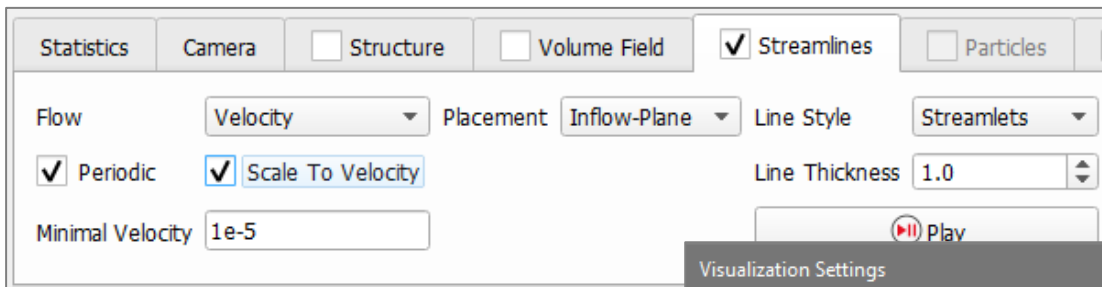 Statistics Camera Structure Volume Field Streamlines Particles
Flow Velocity Placement Inflow-Plane Line Style Streamlets
Periodic Scale To Velocity Line Thickness 1.0
Minimal Velocity 1e-5 Play
Visualization Settings